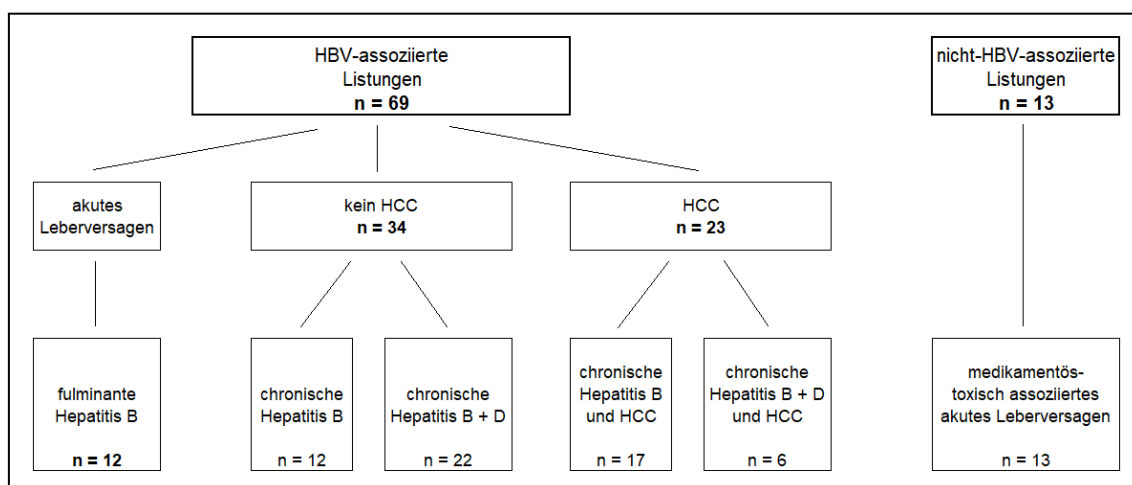 HBV-assoziierte
Listungen
n = 69
nicht-HBV-assoziierte
Listungen
n = 13
akutes
Leberversagen
kein HCC
n = 34
HCC
n = 23
fulminante
Hepatitis B
n = 12
chronische
Hepatitis B
n = 12
chronische
Hepatitis B + D
n = 22
chronische
Hepatitis B
und HCC
n = 17
chronische
Hepatitis B + D
und HCC
n = 6
medikamentös-
toxisch assoziiertes
akutes Leberversagen
n = 13